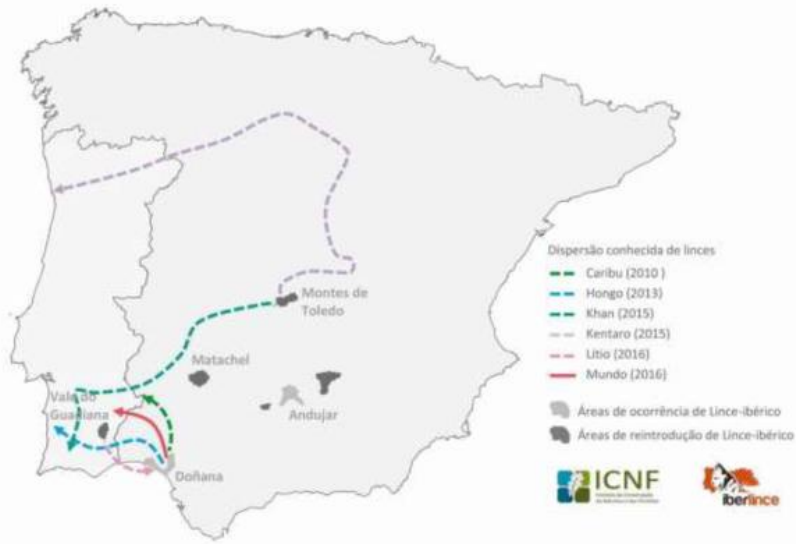 Montes de
Toledo
Matachel
Vale do
Guadiana
Andujar
Doñana
Dispersão conhecida de linces
Caribu (2010 )
Hongo (2013)
Khan (2015)
Kentaro (2015)
Litio (2016)
Mundo (2016)
Áreas de ocorrência de Lince-ibérico
Áreas de reintrodução de Lince-ibérico
ICNF
iberlince